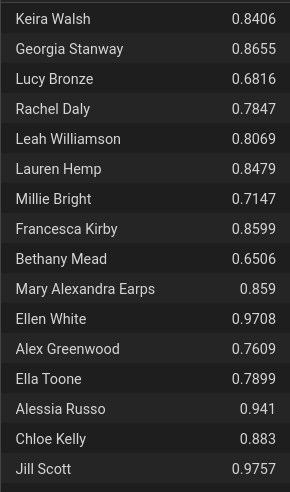 Keira Walsh 0.8406
Georgia Stanway 0.8655
Lucy Bronze 0.6816
Rachel Daly 0.7847
Leah Williamson 0.8069
Lauren Hemp 0.8479
Millie Bright 0.7147
Francesca Kirby 0.8599
Bethany Mead 0.6506
Mary Alexandra Earps 0.859
Ellen White 0.9708
Alex Greenwood 0.7609
Ella Toone 0.7899
Alessia Russo 0.941
Chloe Kelly 0.883
Jill Scott 0.9757